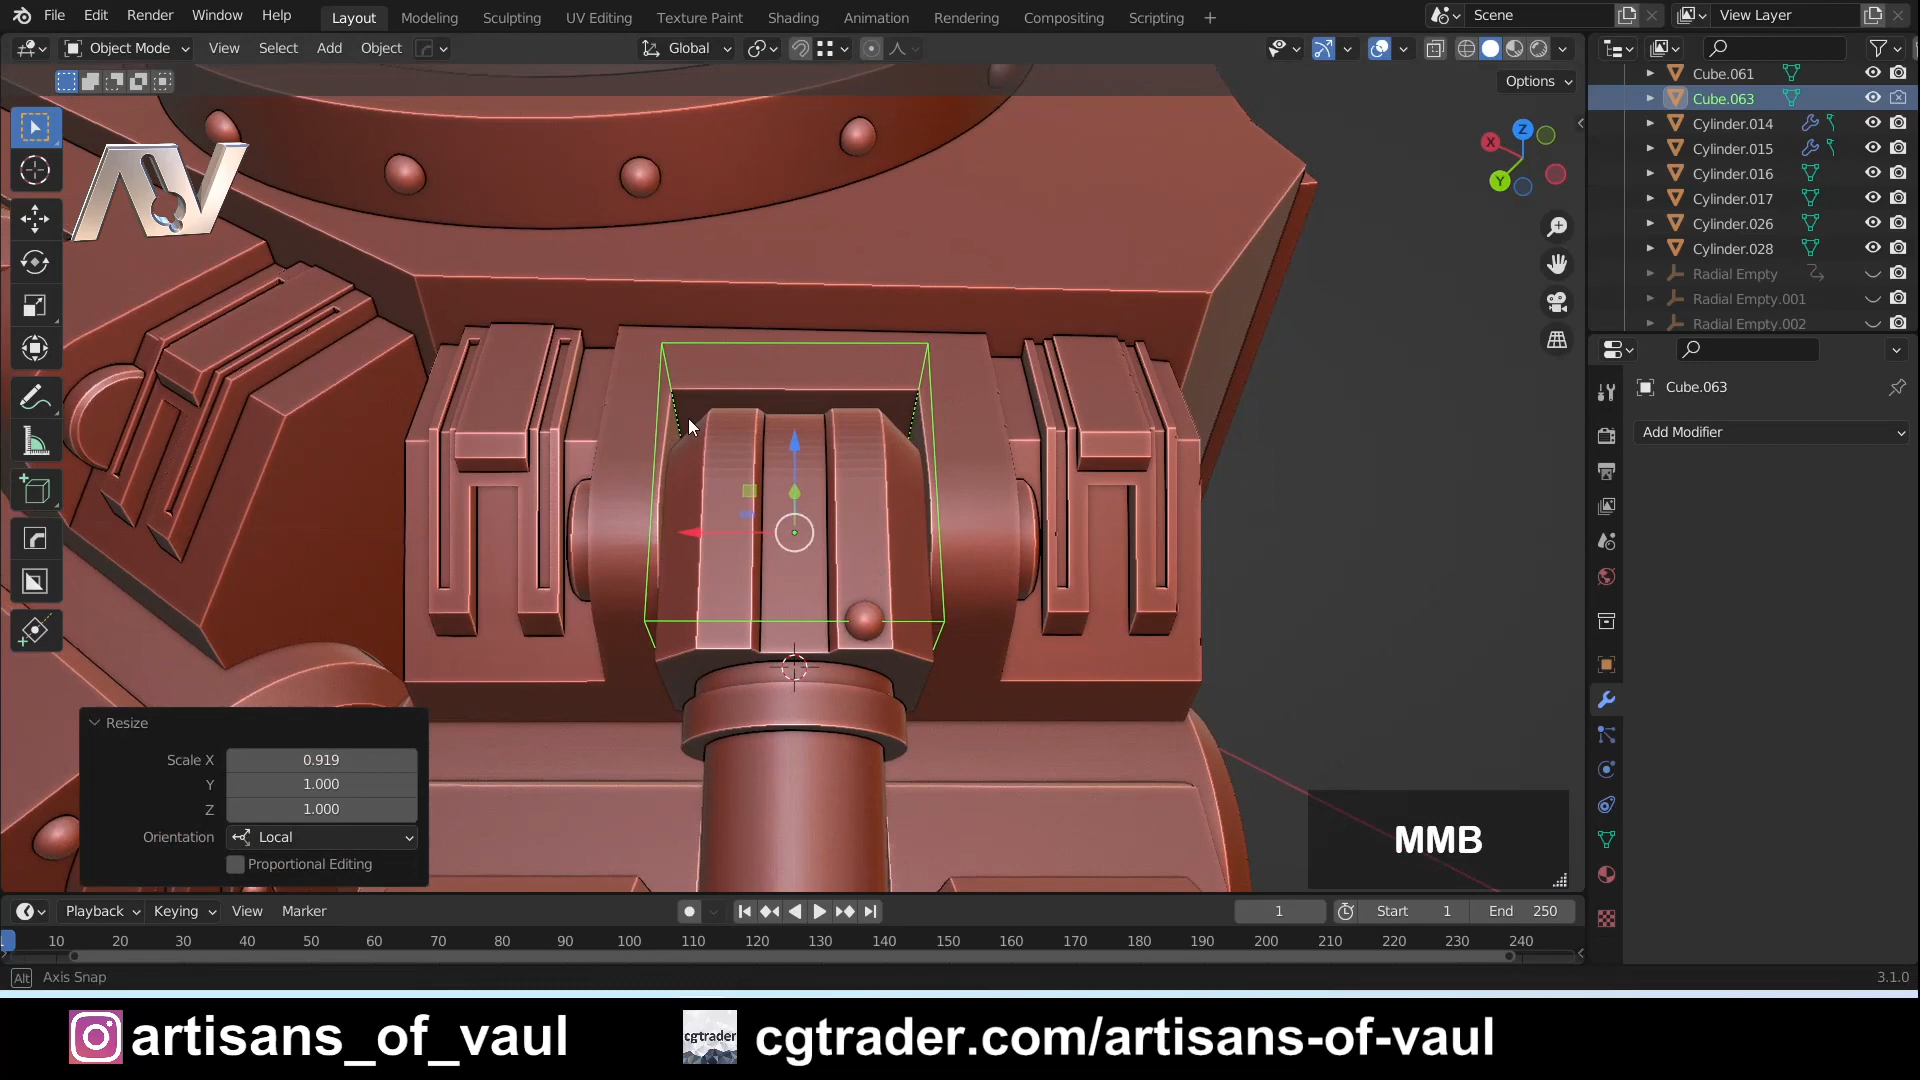 File Edit Render Window Help Layout Modeling Sculpting UV Editing Texture Paint Shading Animation Rendering Compositing Scripting + Scene View Layer
Object Mode View Select Add Object Global
Options
Cube.061
Cube.063
Cylinder.014
Cylinder.015
Cylinder.016
Cylinder.017
Cylinder.026
Cylinder.028
Radial Empty
Radial Empty.001
Radial Empty.002
X Y Z
Cube.063
Add Modifier
Resize
Scale X 0.919
Y 1.000
Z 1.000
Orientation Local
Proportional Editing
MMB
Playback Keying View Marker 1 Start 1 End 250
10 20 30 40 50 60 70 80 90 100 110 120 130 140 150 160 170 180 190 200 210 220 230 240
Alt Axis Snap 3.1.0
artisans_of_vaul cgtrader cgtrader.com/artisans-of-vaul